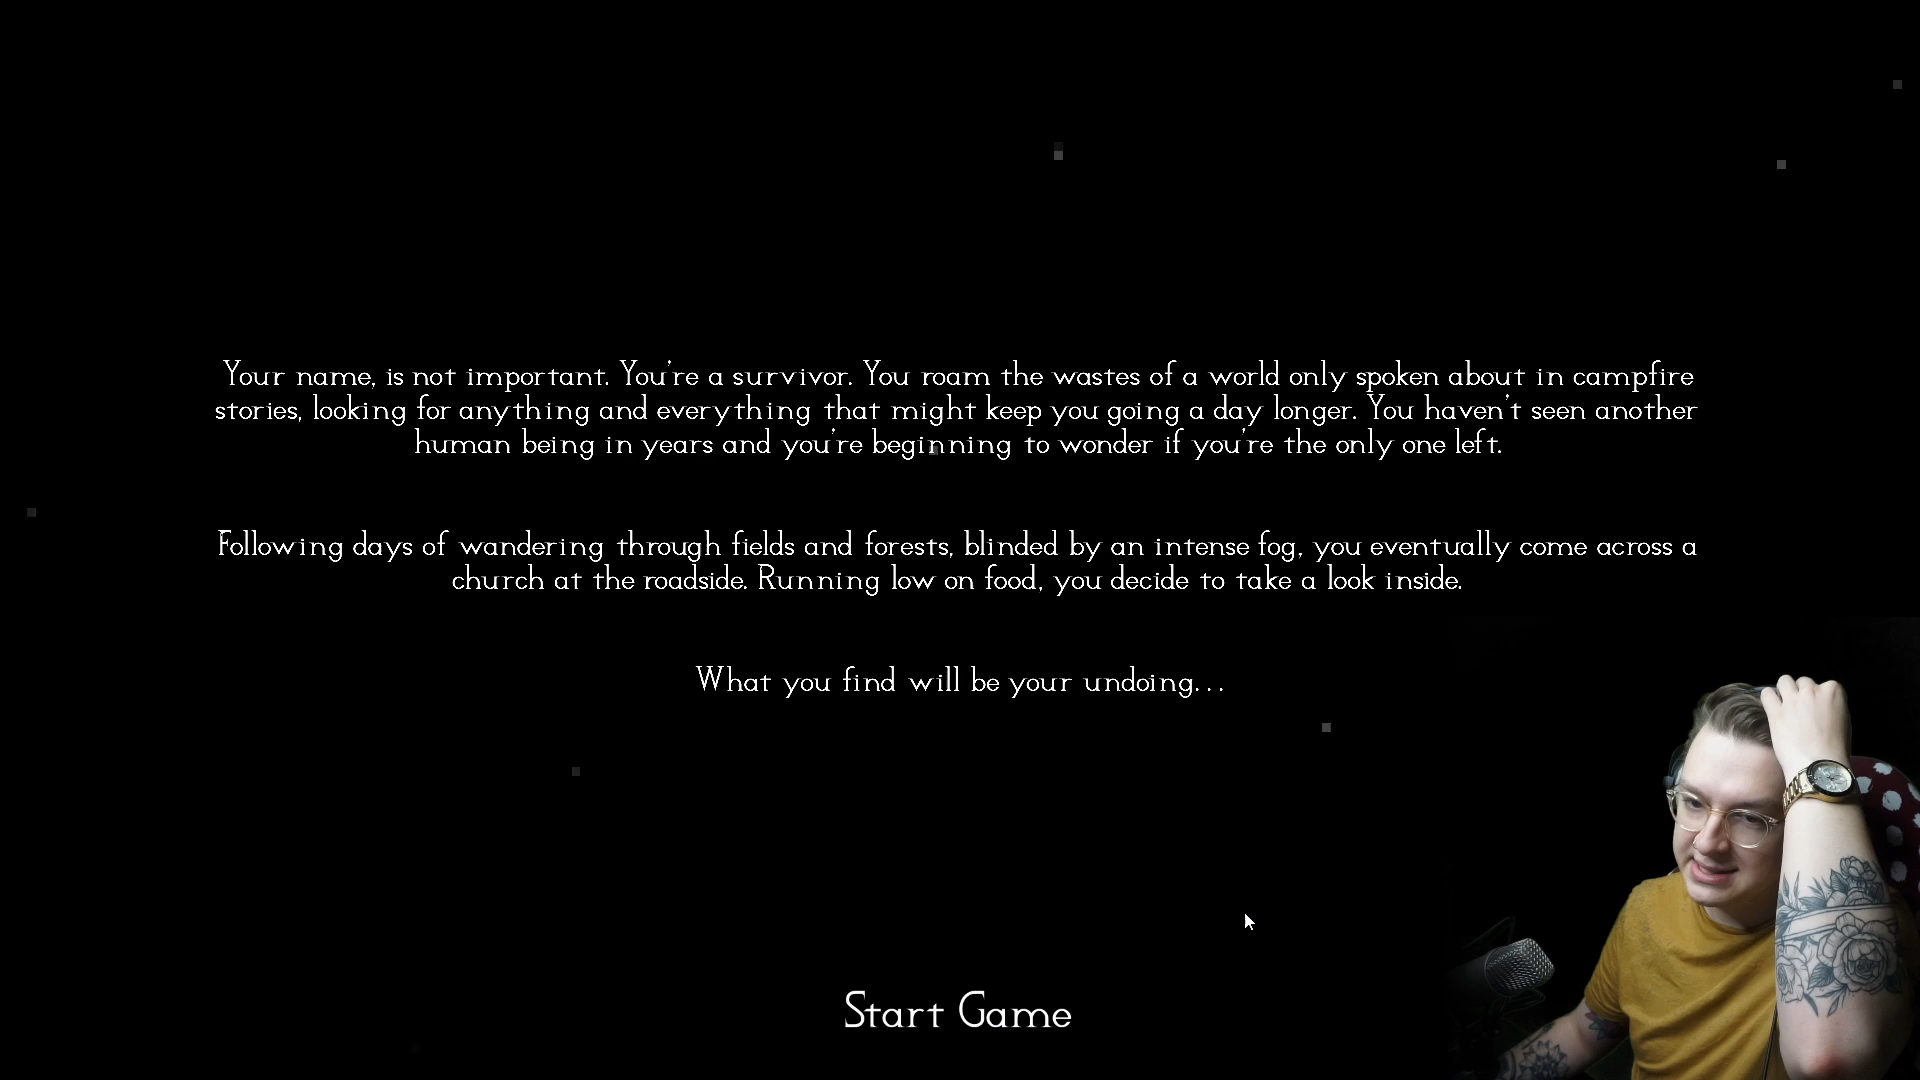 Your name, is not important. You're a survivor. You roam the wastes of a world only spoken about in campfire
stories, looking for anything and everything that might keep you going a day longer. You haven't seen another
human being in years and you're beginning to wonder if you're the only one left.
Following days of wandering through fields and forests, blinded by an intense fog, you eventually come across a
church at the roadside. Running low on food, you decide to take a look inside.
What you find will be your undoing...
Start Game